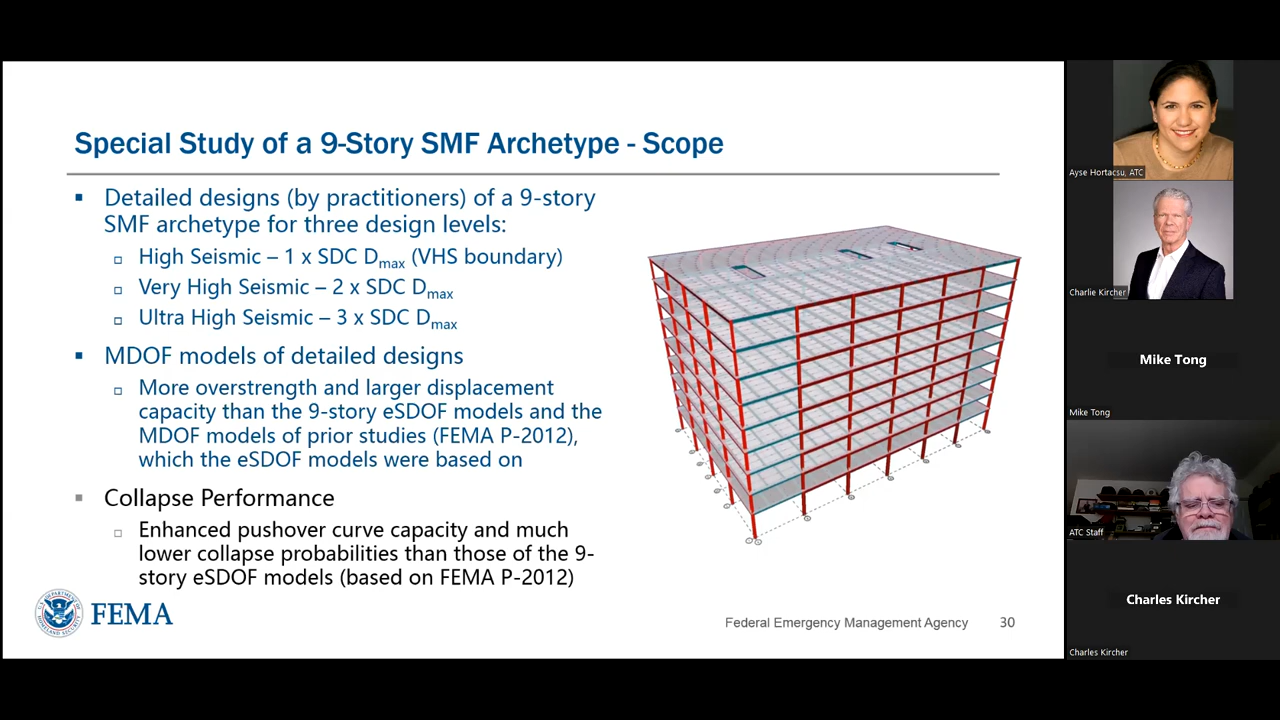 Special Study of a 9-Story SMF Archetype - Scope
Detailed designs (by practitioners) of a 9-story
SMF archetype for three design levels:
High Seismic – 1 x SDC Dmax (VHS boundary)
Very High Seismic – 2 x SDC Dmax
Ultra High Seismic – 3 x SDC Dmax
MDOF models of detailed designs
More overstrength and larger displacement
capacity than the 9-story eSDOF models and the
MDOF models of prior studies (FEMA P-2012),
which the eSDOF models were based on
Collapse Performance
Enhanced pushover curve capacity and much
lower collapse probabilities than those of the 9-
story eSDOF models (based on FEMA P-2012)
FEMA
Federal Emergency Management Agency 30
Ayse Hortacsu, ATC
Charlie Kircher
Mike Tong
Mike Tong
ATC Staff
Charles Kircher
Charles Kircher